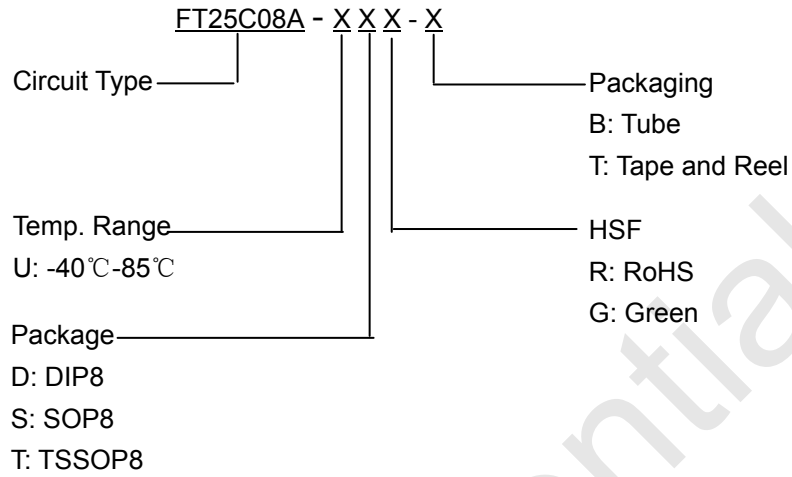 FT25C08A - X X X - X
Circuit Type
Packaging
B: Tube
T: Tape and Reel
Temp. Range
U: -40℃-85℃
HSF
R: RoHS
G: Green
Package
D: DIP8
S: SOP8
T: TSSOP8